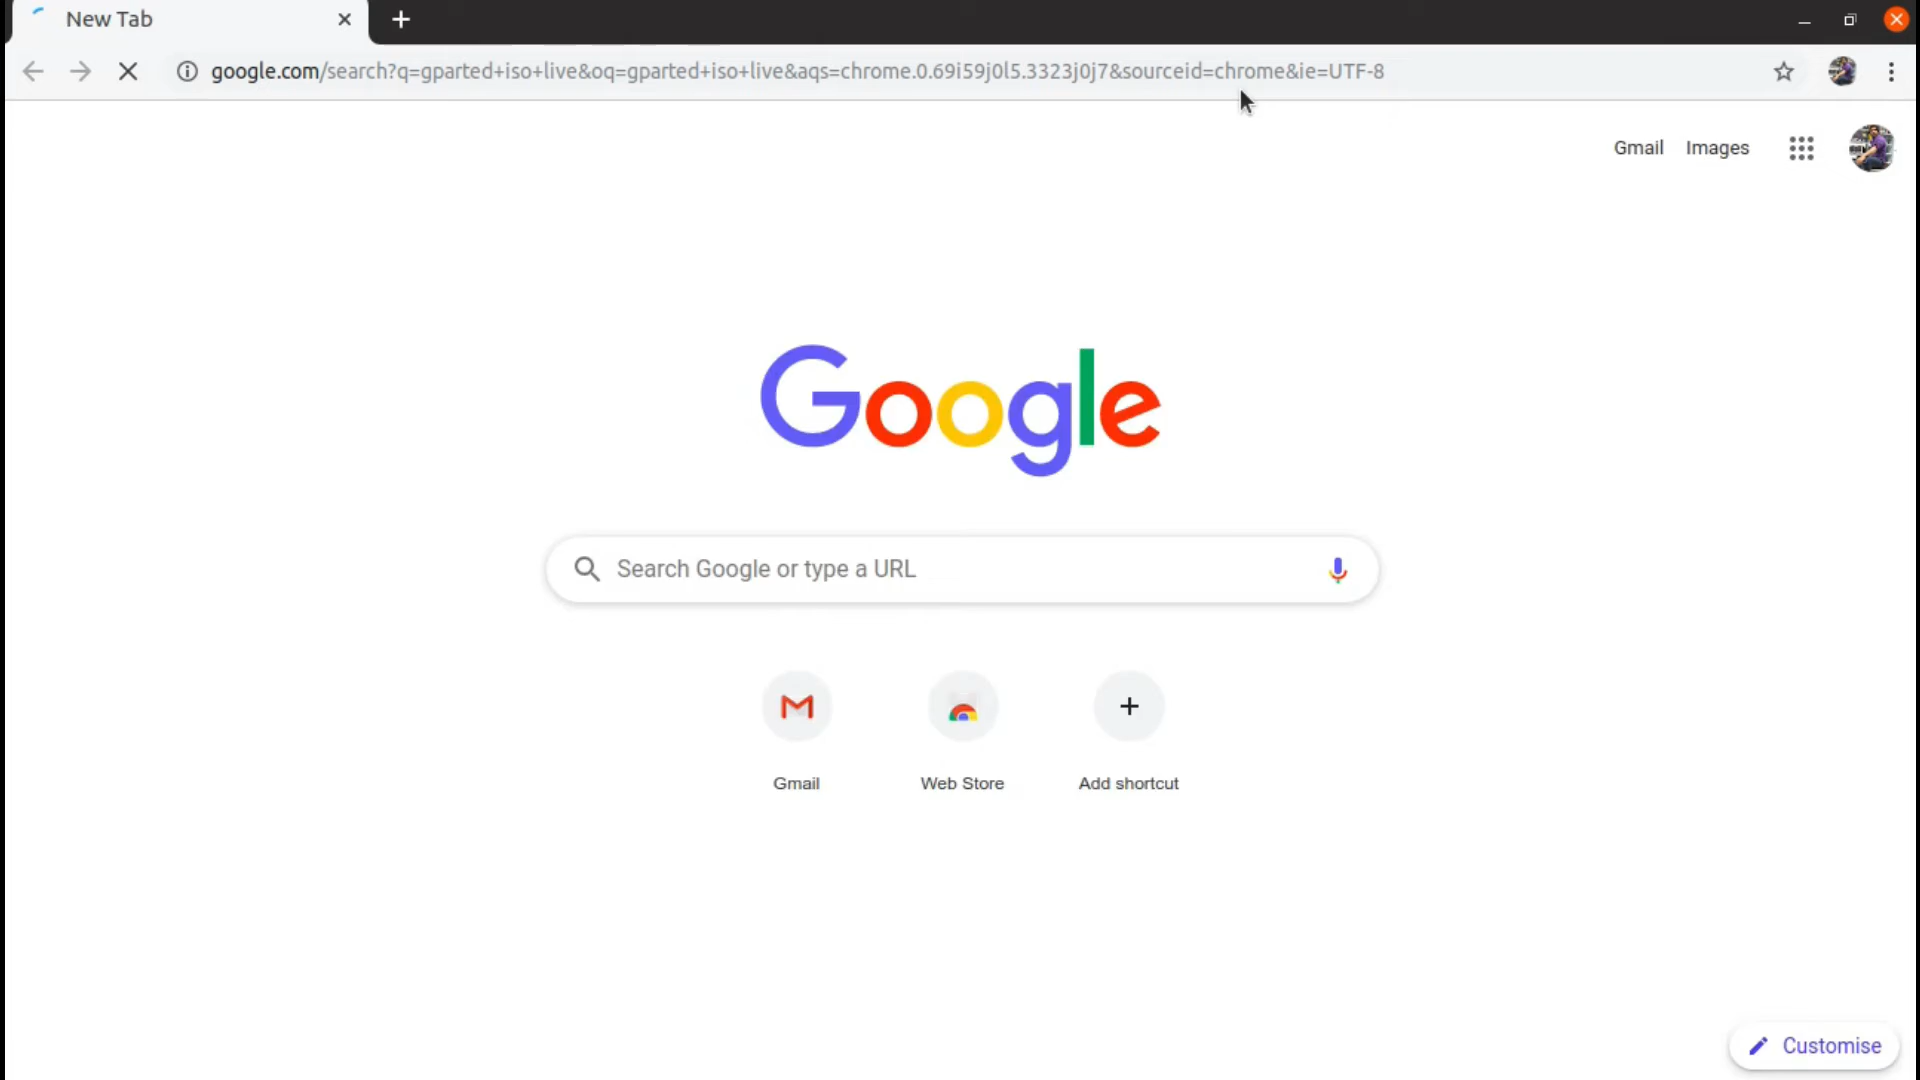 New Tab
google.com/search?q=gparted+iso+live&oq=gparted+iso+live&aqs=chrome.0.69i59j0l5.3323j0j7&sourceid=chrome&ie=UTF-8
Gmail Images
Google
Search Google or type a URL
Gmail Web Store Add shortcut
Customise